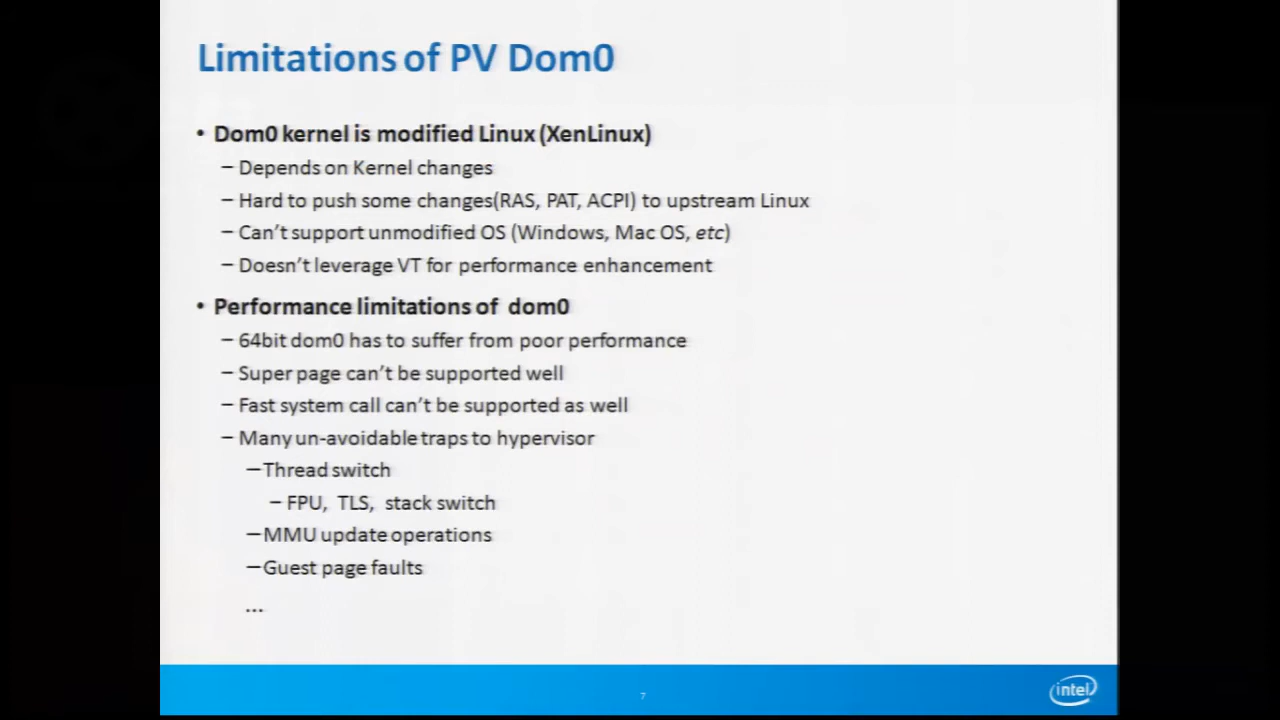 Limitations of PV Dom0
• Dom0 kernel is modified Linux (XenLinux)
– Depends on Kernel changes
– Hard to push some changes(RAS, PAT, ACPI) to upstream Linux
– Can't support unmodified OS (Windows, Mac OS, etc)
– Doesn't leverage VT for performance enhancement
• Performance limitations of dom0
– 64bit dom0 has to suffer from poor performance
– Super page can't be supported well
– Fast system call can't be supported as well
– Many un-avoidable traps to hypervisor
–Thread switch
– FPU, TLS, stack switch
–MMU update operations
–Guest page faults
...
7
intel